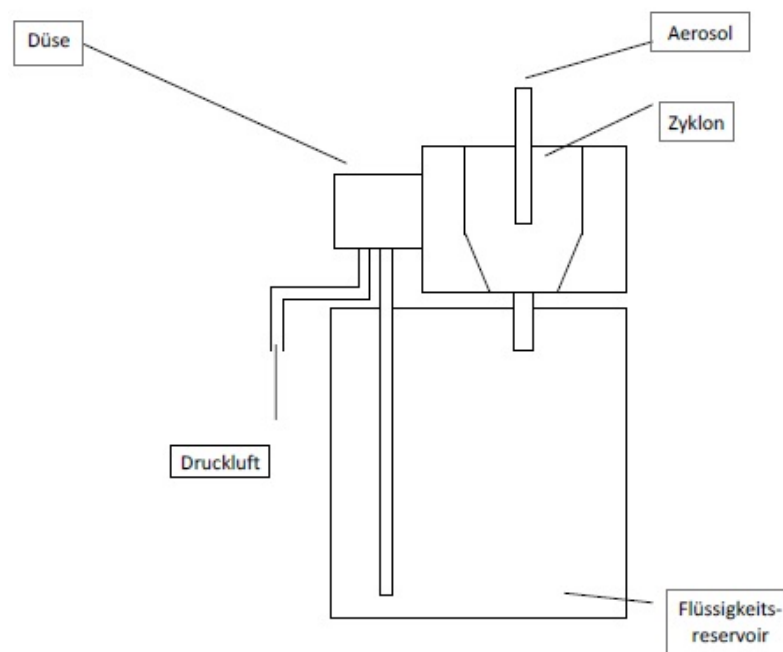 Düse
Aerosol
Zyklon
Druckluft
Flüssigkeits-
reservoir